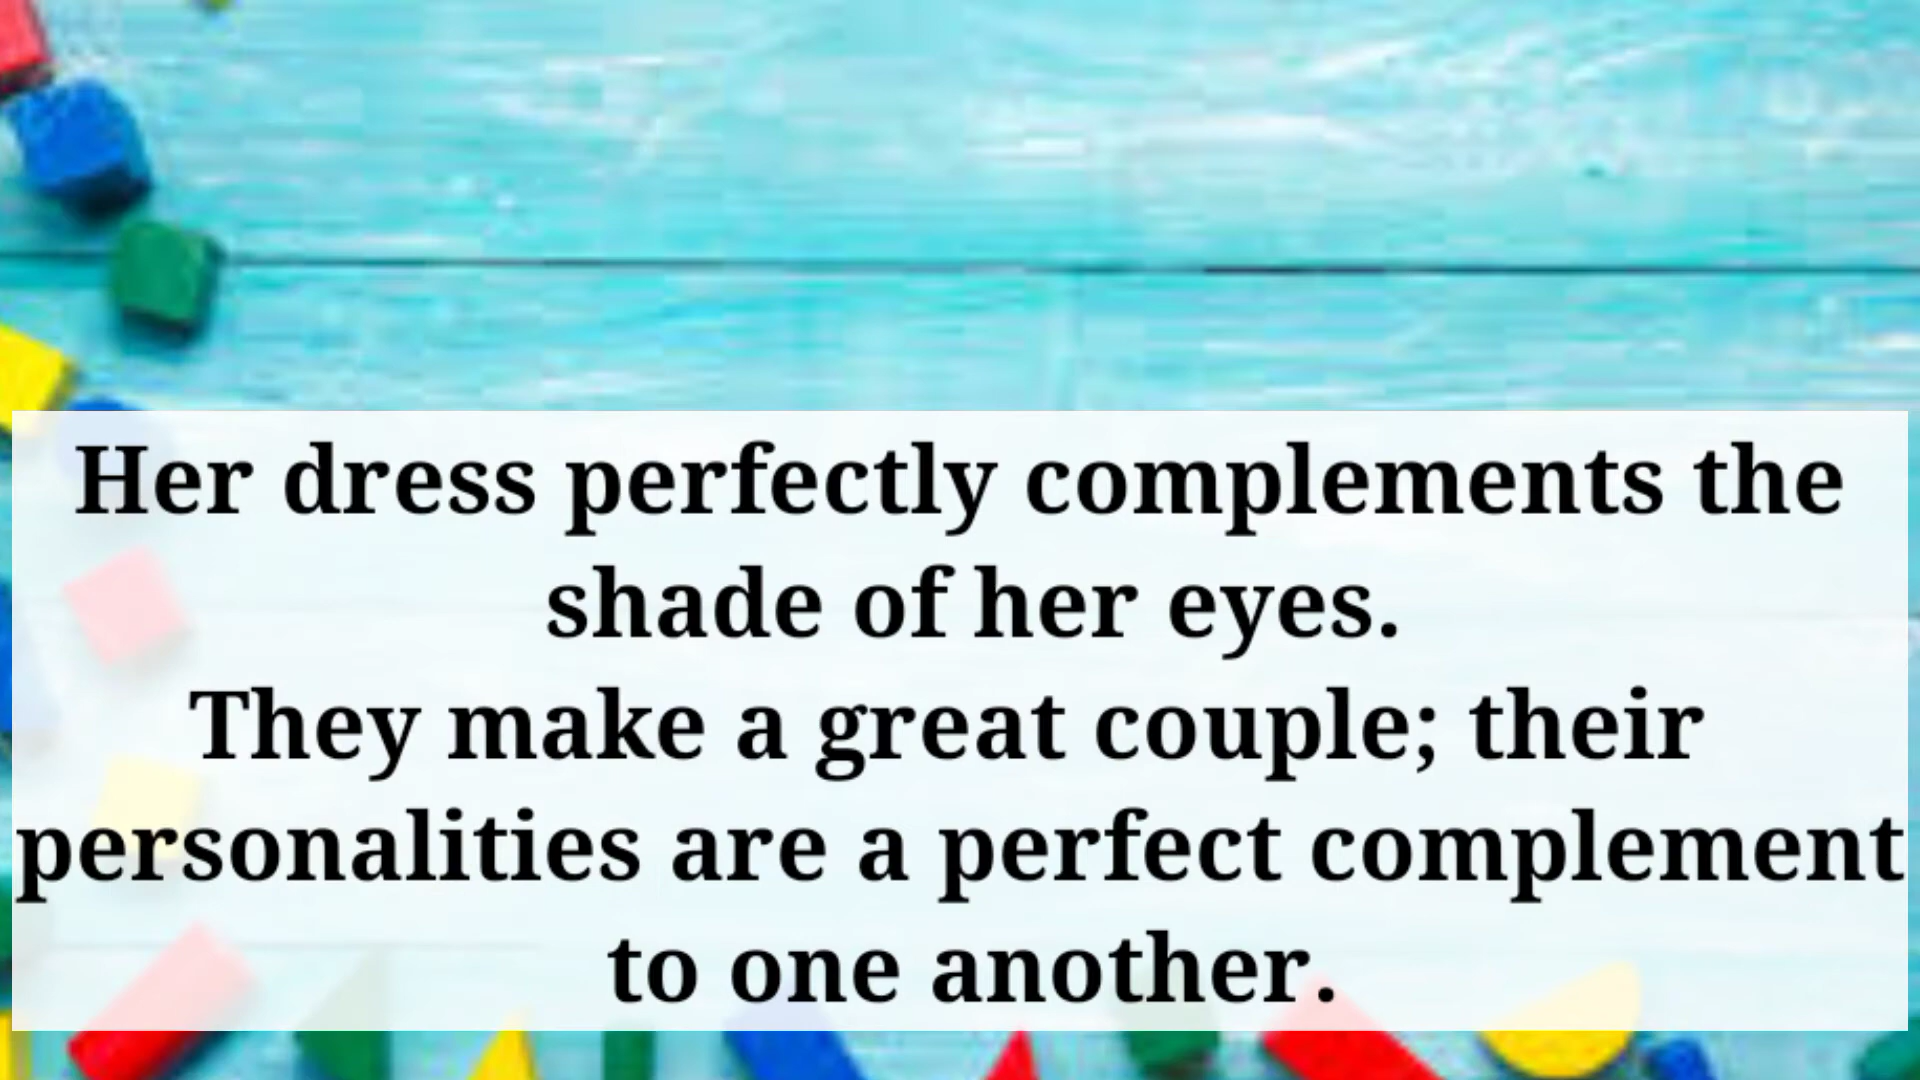 Her dress perfectly complements the
shade of her eyes.
They make a great couple; their
personalities are a perfect complement
to one another.